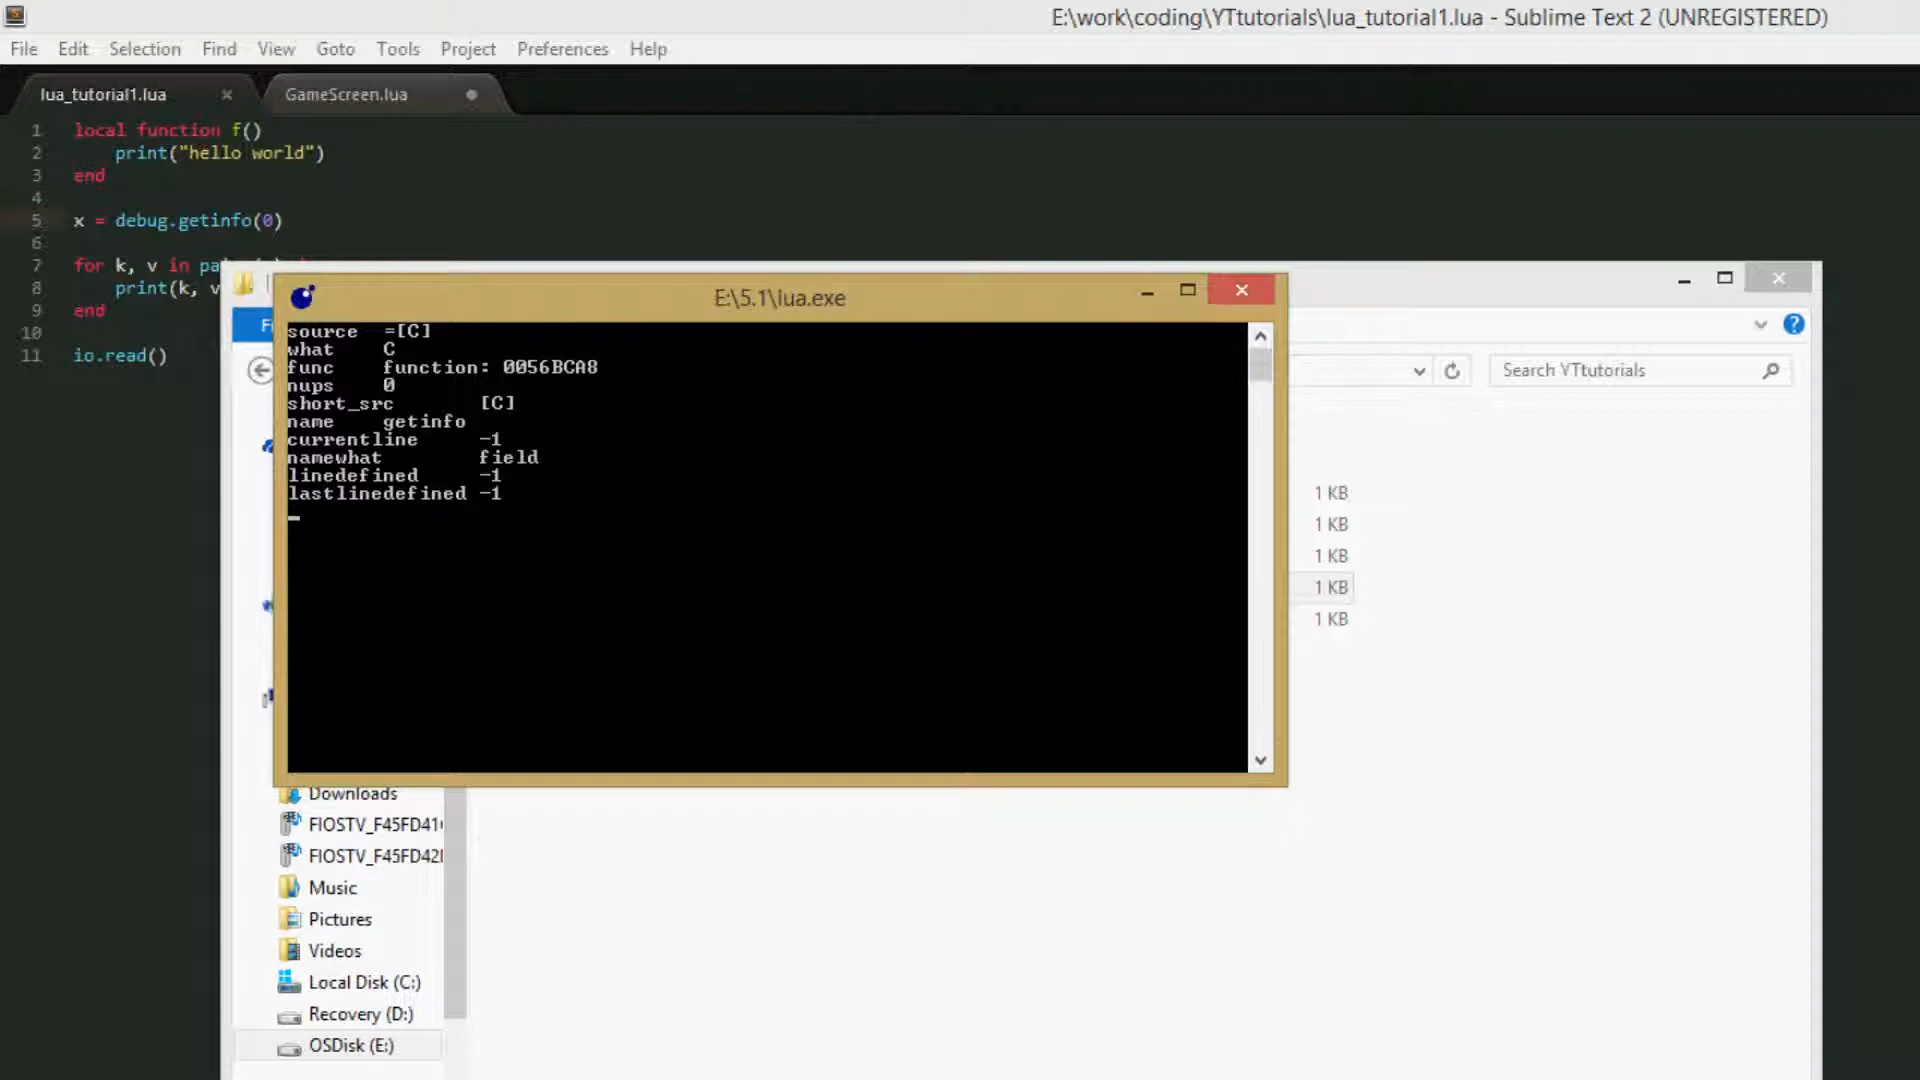 E:\work\coding\YTtutorials\lua_tutorial1.lua - Sublime Text 2 (UNREGISTERED)
File Edit Selection Find View Goto Tools Project Preferences Help
lua_tutorial1.lua × GameScreen.lua
1 local function f()
2 print("hello world")
3 end
4
5 x = debug.getinfo(0)
6
7 for k, v in pa
8 print(k, v
9 end
10
11 io.read()
E:\5.1\lua.exe
source =[C]
what C
func function: 0056BCA8
nups 0
short_src [C]
name getinfo
currentline -1
namewhat field
linedefined -1
lastlinedefined -1
Search YTtutorials
1 KB
1 KB
1 KB
1 KB
1 KB
Downloads
FIOSTV_F45FD41
FIOSTV_F45FD42
Music
Pictures
Videos
Local Disk (C:)
Recovery (D:)
OSDisk (E:)